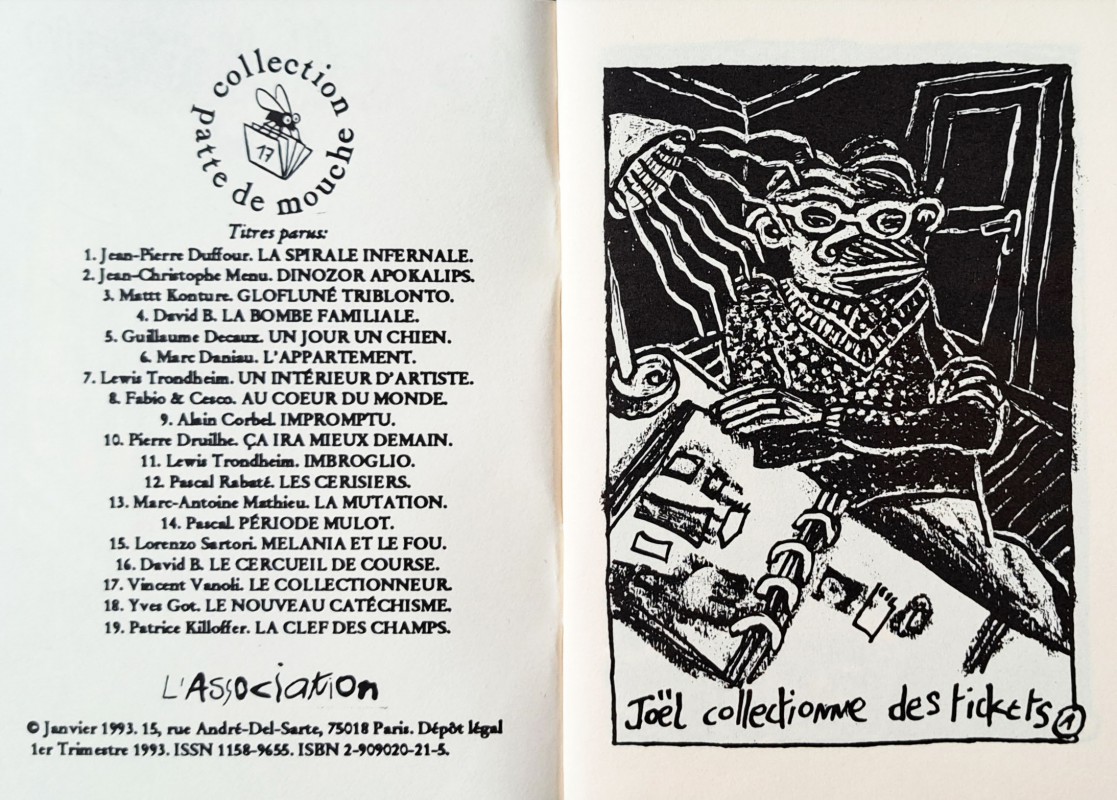 collection
patte de mouche
17
Titres parus:
1. Jean-Pierre Duffour. LA SPIRALE INFERNALE.
2. Jean-Christophe Menu. DINOZOR APOKALIPS.
3. Mattt Konture. GLOFLUNÉ TRIBLONTO.
4. David B. LA BOMBE FAMILIALE.
5. Guillaume Decaux. UN JOUR UN CHIEN.
6. Marc Daniau. L'APPARTEMENT.
7. Lewis Trondheim. UN INTÉRIEUR D'ARTISTE.
8. Fabio & Cesco. AU COEUR DU MONDE.
9. Alain Corbel. IMPROMPTU.
10. Pierre Druilhe. ÇA IRA MIEUX DEMAIN.
11. Lewis Trondheim. IMBROGLIO.
12. Pascal Rabaté. LES CERISIERS.
13. Marc-Antoine Mathieu. LA MUTATION.
14. Pascal. PÉRIODE MULOT.
15. Lorenzo Sartori. MELANIA ET LE FOU.
16. David B. LE CERCUEIL DE COURSE.
17. Vincent Vanoli. LE COLLECTIONNEUR.
18. Yves Got. LE NOUVEAU CATÉCHISME.
19. Patrice Killoffer. LA CLEF DES CHAMPS.
L'ASSOciatiOn
© Janvier 1993. 15, rue André-Del-Sarte, 75018 Paris. Dépôt légal
1er Trimestre 1993. ISSN 1158-9655. ISBN 2-909020-21-5.
Joël collectionne des tickets 1